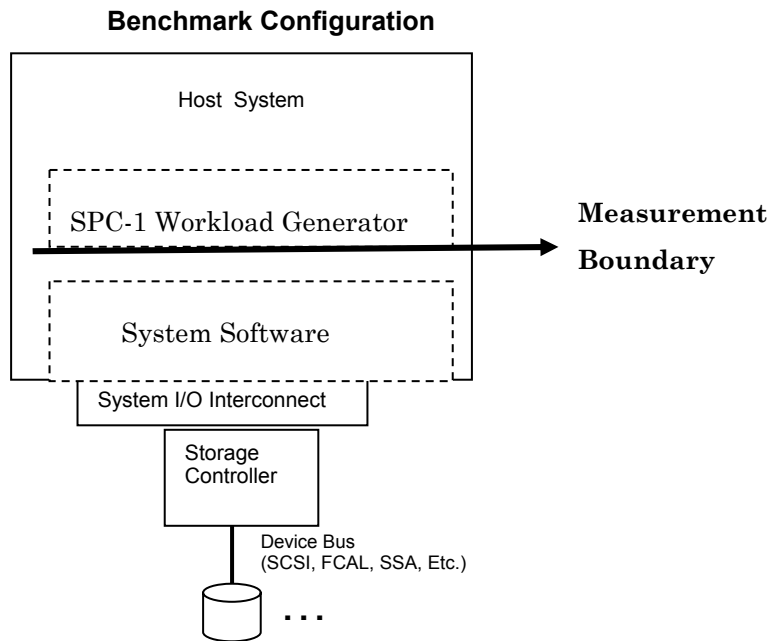 Benchmark Configuration
Host System
SPC-1 Workload Generator
Measurement
Boundary
System Software
System I/O Interconnect
Storage
Controller
Device Bus
(SCSI, FCAL, SSA, Etc.)
...